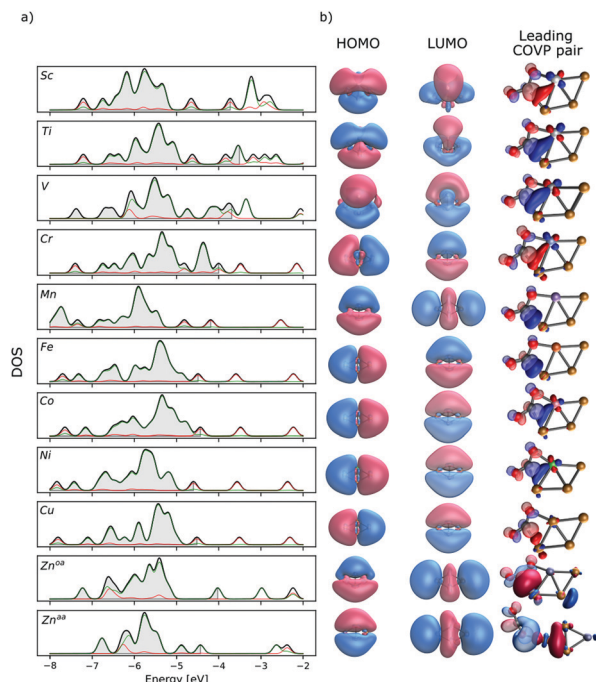 a)
b)
HOMO
LUMO
Leading
COVP pair
Sc
Ti
V
Cr
Mn
Fe
Co
Ni
Cu
Zn^oa
Zn^aa
DOS
−8 −7 −6 −5 −4 −3 −2
Energy [eV]